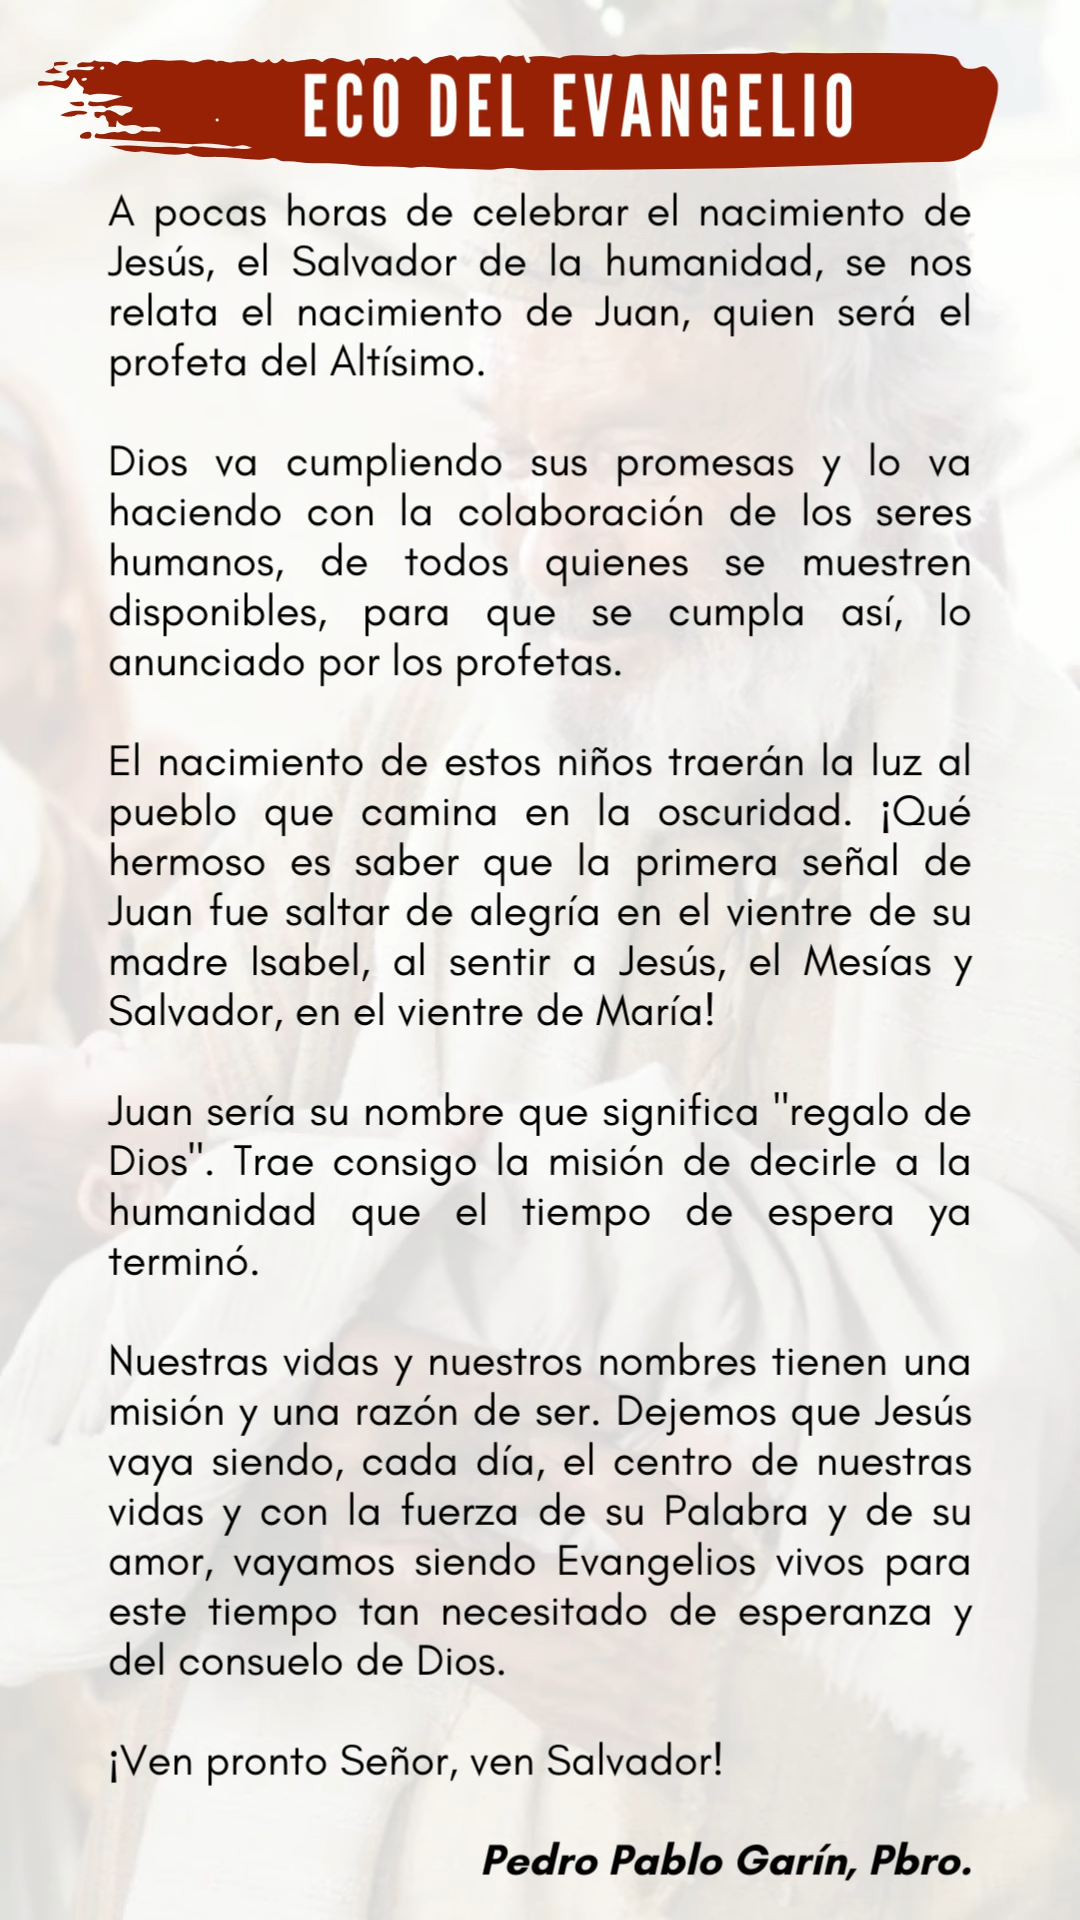 ECO DEL EVANGELIO
A pocas horas de celebrar el nacimiento de
Jesús, el Salvador de la humanidad, se nos
relata el nacimiento de Juan, quien será el
profeta del Altísimo.
Dios va cumpliendo sus promesas y lo va
haciendo con la colaboración de los seres
humanos, de todos quienes se muestren
disponibles, para que se cumpla así, lo
anunciado por los profetas.
El nacimiento de estos niños traerán la luz al
pueblo que camina en la oscuridad. ¡Qué
hermoso es saber que la primera señal de
Juan fue saltar de alegría en el vientre de su
madre Isabel, al sentir a Jesús, el Mesías y
Salvador, en el vientre de María!
Juan sería su nombre que significa "regalo de
Dios". Trae consigo la misión de decirle a la
humanidad que el tiempo de espera ya
terminó.
Nuestras vidas y nuestros nombres tienen una
misión y una razón de ser. Dejemos que Jesús
vaya siendo, cada día, el centro de nuestras
vidas y con la fuerza de su Palabra y de su
amor, vayamos siendo Evangelios vivos para
este tiempo tan necesitado de esperanza y
del consuelo de Dios.
¡Ven pronto Señor, ven Salvador!
Pedro Pablo Garín, Pbro.